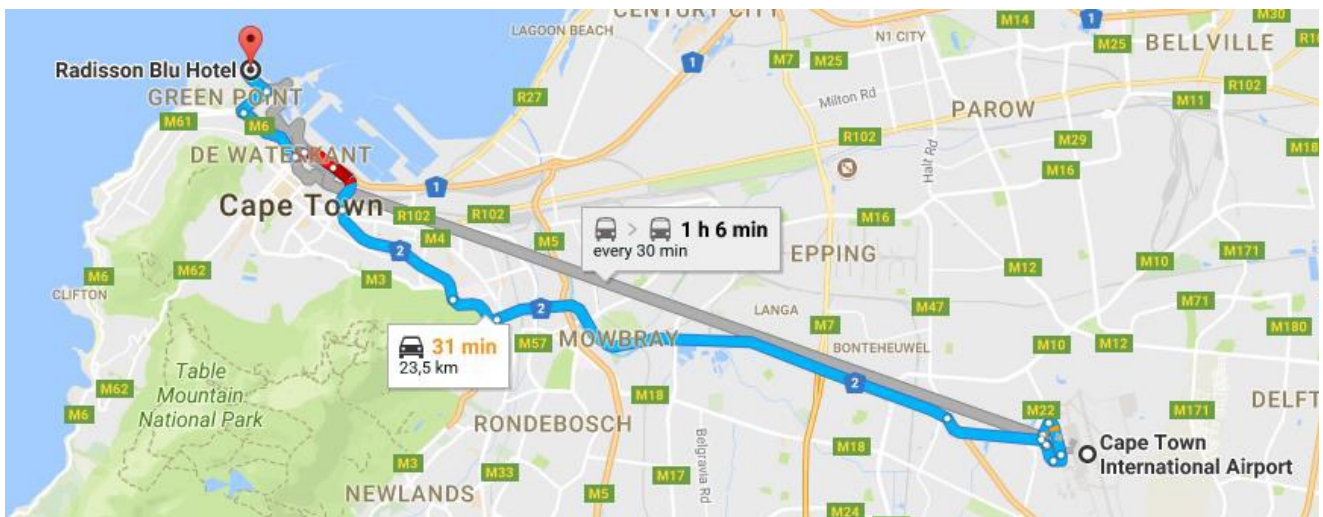 CENTURY CITY
LAGOON BEACH
1
M14
M30
M25
BELLVILLE
N1 CITY
M7
M25
1
R102
Radisson Blu Hotel
GREEN POINT
R27
Milton Rd
PAROW
M11
M61
M6
R102
M29
M18
DE WATERKANT
Halt Rd
M16
1
Cape Town
R102
R102
M16
1 h 6 min
every 30 min
M4
M5
EPPING
M171
2
M6
M62
M3
M12
M10
CLIFTON
LANGA
M47
M71
2
M7
M180
31 min
23,5 km
M57
MOWBRAY
BONTEHEUWEL
M10
M12
Table
Mountain
National Park
M62
M6
M18
2
DELFT
M22
M171
RONDEBOSCH
Belgravia Rd
M18
Cape Town
International Airport
M3
M33
M17
NEWLANDS
M5
M24